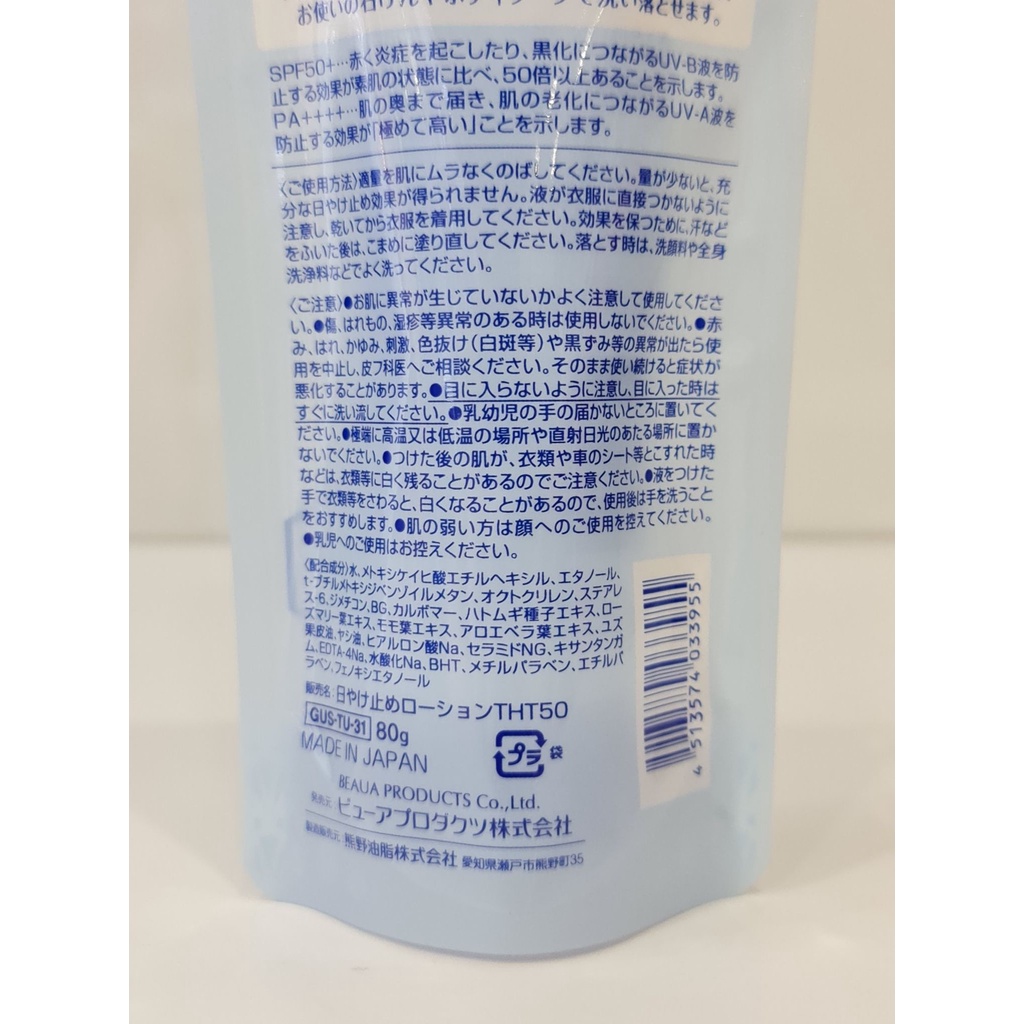 お使いの石けんやボディソープで洗い落とせます。
SPF50+…赤く炎症を起こしたり、黒化につながるUV-B波を防
止する効果が素肌の状態に比べ、50倍以上あることを示します。
PA++++…肌の奥まで届き、肌の老化につながるUV-A波を
防止する効果が「極めて高い」ことを示します。
〈ご使用方法〉適量を肌にムラなくのばしてください。量が少ないと、充
分な日やけ止め効果が得られません。液が衣服に直接つかないように
注意し、乾いてから衣服を着用してください。効果を保つために、汗など
をふいた後は、こまめに塗り直してください。落とす時は、洗顔料や全身
洗浄料などでよく洗ってください。
〈ご注意〉●お肌に異常が生じていないかよく注意して使用してくださ
い。●傷、はれもの、湿疹等異常のある時は使用しないでください。●赤
み、はれ、かゆみ、刺激、色抜け(白斑等)や黒ずみ等の異常が出たら使
用を中止し、皮フ科医へご相談ください。そのまま使い続けると症状が
悪化することがあります。●目に入らないように注意し、目に入った時は
すぐに洗い流してください。●乳幼児の手の届かないところに置いてく
ださい。●極端に高温又は低温の場所や直射日光のあたる場所に置か
ないでください。●つけた後の肌が、衣類や車のシート等とこすれた時
などは、衣類等に白く残ることがあるのでご注意ください。●液をつけた
手で衣類等をさわると、白くなることがあるので、使用後は手を洗うこと
をおすすめします。●肌の弱い方は顔へのご使用を控えてください。
●乳児へのご使用はお控えください。
〈配合成分〉水、メトキシケイヒ酸エチルヘキシル、エタノール、
t-ブチルメトキシジベンゾイルメタン、オクトクリレン、ステアレ
ス-6、ジメチコン、BG、カルボマー、ハトムギ種子エキス、ロー
ズマリー葉エキス、モモ葉エキス、アロエベラ葉エキス、ユズ
果皮油、ヤシ油、ヒアルロン酸Na、セラミドNG、キサンタンガ
ム、EDTA-4Na、水酸化Na、BHT、メチルパラベン、エチルパ
ラベン、フェノキシエタノール
販売名:日やけ止めローションTHT50
GUS-TU-31 80g
MADE IN JAPAN
プラ 袋
BEAUA PRODUCTS Co.,Ltd.
発売元 ビューアプロダクツ株式会社
製造販売元 熊野油脂株式会社 愛知県瀬戸市熊野町35
4 513574 033955